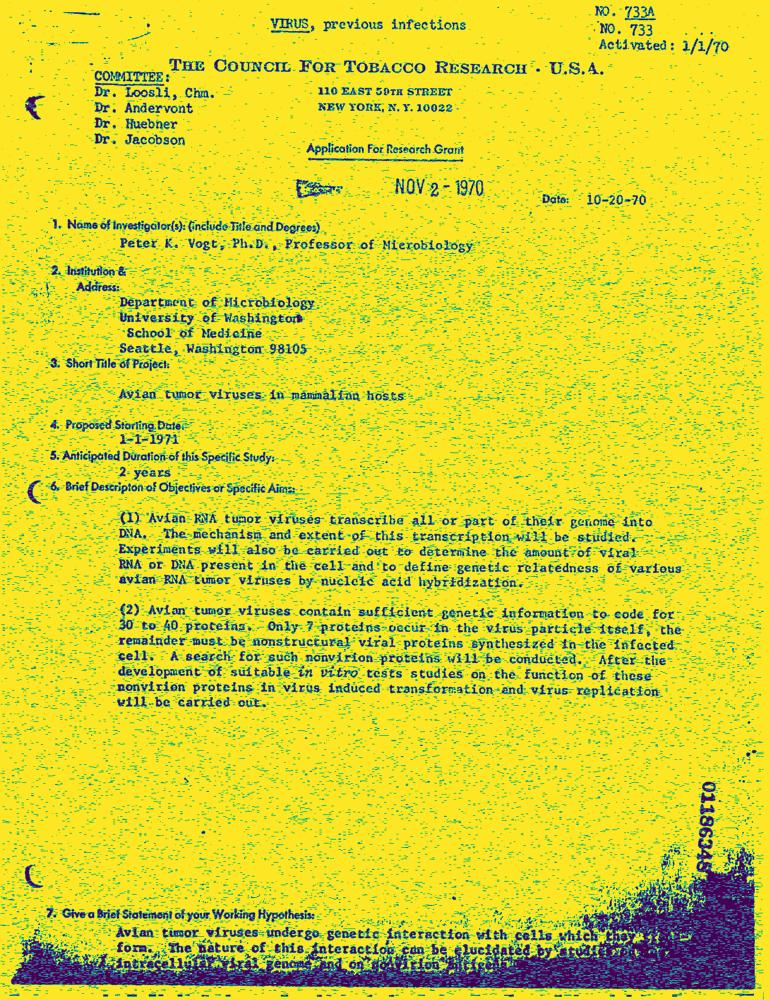 VIRUS, previous infections
NO. 733A
NO. 733
Activated: 1/1/70
THE COUNCIL FOR TOBACCO RESEARCH - U.S.A.
COMMITTEE:
Dr. Loosli, Chm.
Dr. Andervont
Dr. Huebner
Dr. Jacobson
110 EAST 59TH STREET
NEW YORK, N. Y. 10022
Application For Research Grant
NOV 2 - 1970
Date: 10-20-70
1. Name of Investigator(s): (include Title and Degrees)
Peter K. Vogt, Ph.D., Professor of Microbiology
2. Institution &
Address:
Department of Microbiology
University of Washington
School of Medicine
Seattle, Washington 98105
3. Short Title of Project:
Avian tumor viruses in mammalian hosts
4. Proposed Starting Date:
1-1-1971
5. Anticipated Duration of this Specific Study:
2 years
6. Brief Descripton of Objectives or Specific Aims:
(1) Avian RNA tumor viruses transcribe all or part of their genome into
DNA. The mechanism and extent of this transcription will be studied.
Experiments will also be carried out to determine the amount of viral
RNA or DNA present in the cell and to define genetic relatedness of various
avian RNA tumor viruses by nucleic acid hybridization.
(2) Avian tumor viruses contain sufficient genetic information to code for
30 to 40 proteins. Only 7 proteins occur in the virus particle itself, the
remainder must be nonstructural viral proteins synthesized in the infected
cell. A search for such nonvirion proteins will be conducted. After the
development of suitable in vitro tests studies on the function of these
nonvirion proteins in virus induced transformation and virus replication
will be carried out.
01186346
7. Give a Brief Statement of your Working Hypothesis:
Avian tumor viruses undergo genetic interaction with cells which they
form. The nature of this interaction can be elucidated by studies
intracellular viral genome and on nonvirion antigens